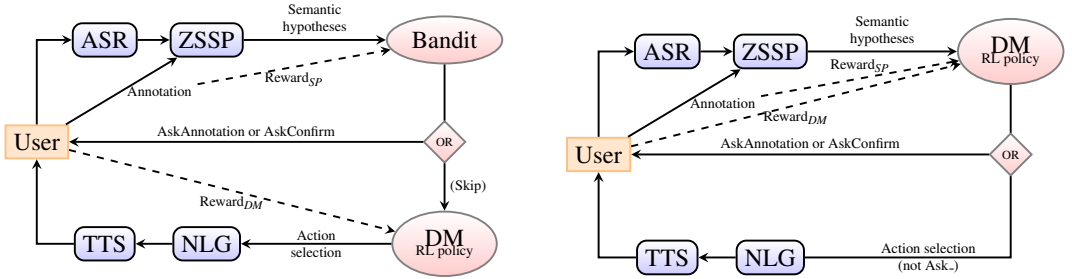 ASR
ZSSP
Semantic
hypotheses
Bandit
Reward_SP
Annotation
User
AskAnnotation or AskConfirm
OR
(Skip)
Reward_DM
TTS
NLG
Action
selection
DM
RL policy
ASR
ZSSP
Semantic
hypotheses
DM
RL policy
Reward_SP
Annotation
Reward_DM
User
AskAnnotation or AskConfirm
OR
TTS
NLG
Action selection
(not Ask_)